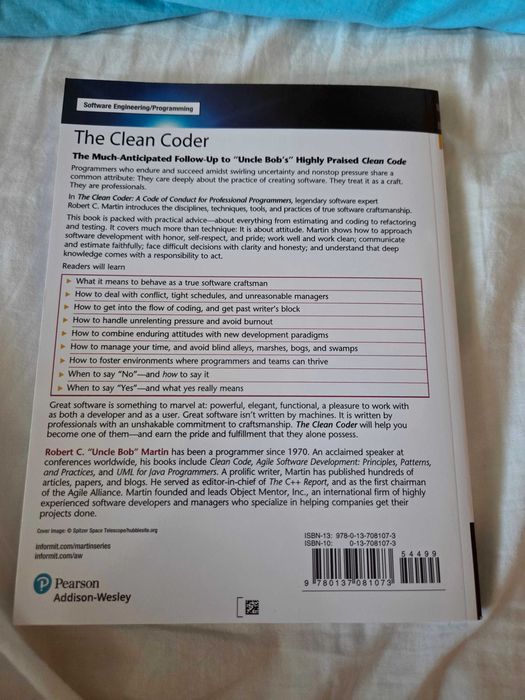 Software Engineering/Programming
The Clean Coder
The Much-Anticipated Follow-Up to "Uncle Bob's" Highly Praised Clean Code
Programmers who endure and succeed amidst swirling uncertainty and nonstop pressure share a
common attribute: They care deeply about the practice of creating software. They treat it as a craft.
They are professionals.
In The Clean Coder: A Code of Conduct for Professional Programmers, legendary software expert
Robert C. Martin introduces the disciplines, techniques, tools, and practices of true software craftsmanship.
This book is packed with practical advice—about everything from estimating and coding to refactoring
and testing. It covers much more than technique: It is about attitude. Martin shows how to approach
software development with honor, self-respect, and pride; work well and work clean; communicate
and estimate faithfully; face difficult decisions with clarity and honesty; and understand that deep
knowledge comes with a responsibility to act.
Readers will learn
► What it means to behave as a true software craftsman
► How to deal with conflict, tight schedules, and unreasonable managers
► How to get into the flow of coding, and get past writer's block
► How to handle unrelenting pressure and avoid burnout
► How to combine enduring attitudes with new development paradigms
► How to manage your time, and avoid blind alleys, marshes, bogs, and swamps
► How to foster environments where programmers and teams can thrive
► When to say "No"—and how to say it
► When to say "Yes"—and what yes really means
Great software is something to marvel at: powerful, elegant, functional, a pleasure to work with
as both a developer and as a user. Great software isn't written by machines. It is written by
professionals with an unshakable commitment to craftsmanship. The Clean Coder will help you
become one of them—and earn the pride and fulfillment that they alone possess.
Robert C. "Uncle Bob" Martin has been a programmer since 1970. An acclaimed speaker at
conferences worldwide, his books include Clean Code, Agile Software Development: Principles, Patterns,
and Practices, and UML for Java Programmers. A prolific writer, Martin has published hundreds of
articles, papers, and blogs. He served as editor-in-chief of The C++ Report, and as the first chairman
of the Agile Alliance. Martin founded and leads Object Mentor, Inc., an international firm of highly
experienced software developers and managers who specialize in helping companies get their
projects done.
Cover image: © Spitzer Space Telescope/hubblesite.org
informit.com/martinseries
informit.com/aw
Pearson
Addison-Wesley
ISBN-13: 978-0-13-708107-3
ISBN-10: 0-13-708107-3
5 4 4 9 9
9 780137 081073